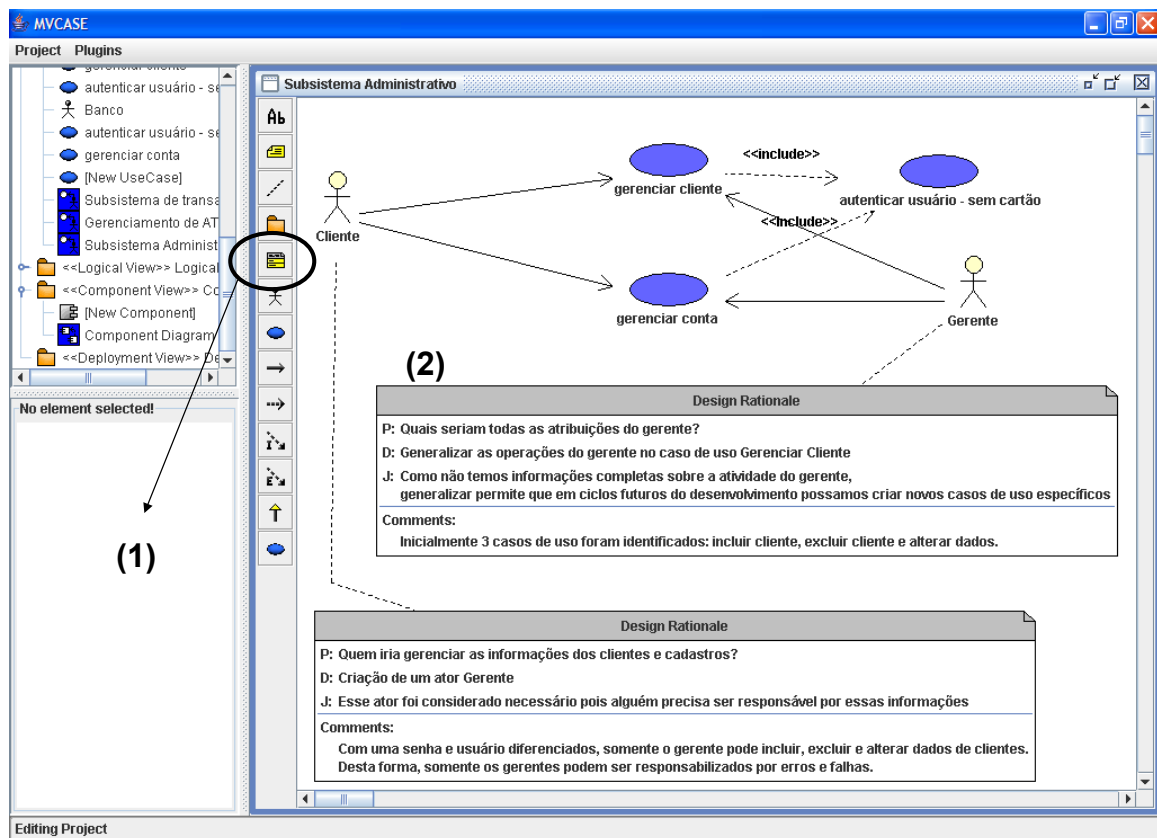 MVCASE
Project Plugins
gerenciar cliente
autenticar usuário - se
Banco
autenticar usuário - se
gerenciar conta
[New UseCase]
Subsistema de transa
Gerenciamento de AT
Subsistema Administ
<<Logical View>> Logical
<<Component View>> Co
[New Component]
Component Diagram
<<Deployment View>> De
No element selected!
(1)
Subsistema Administrativo
Ab
I
E
Cliente
gerenciar cliente
<<include>>
autenticar usuário - sem cartão
<<include>>
gerenciar conta
Gerente
(2)
Design Rationale
P: Quais seriam todas as atribuições do gerente?
D: Generalizar as operações do gerente no caso de uso Gerenciar Cliente
J: Como não temos informações completas sobre a atividade do gerente,
generalizar permite que em ciclos futuros do desenvolvimento possamos criar novos casos de uso específicos
Comments:
Inicialmente 3 casos de uso foram identificados: incluir cliente, excluir cliente e alterar dados.
Design Rationale
P: Quem iria gerenciar as informações dos clientes e cadastros?
D: Criação de um ator Gerente
J: Esse ator foi considerado necessário pois alguém precisa ser responsável por essas informações
Comments:
Com uma senha e usuário diferenciados, somente o gerente pode incluir, excluir e alterar dados de clientes.
Desta forma, somente os gerentes podem ser responsabilizados por erros e falhas.
Editing Project